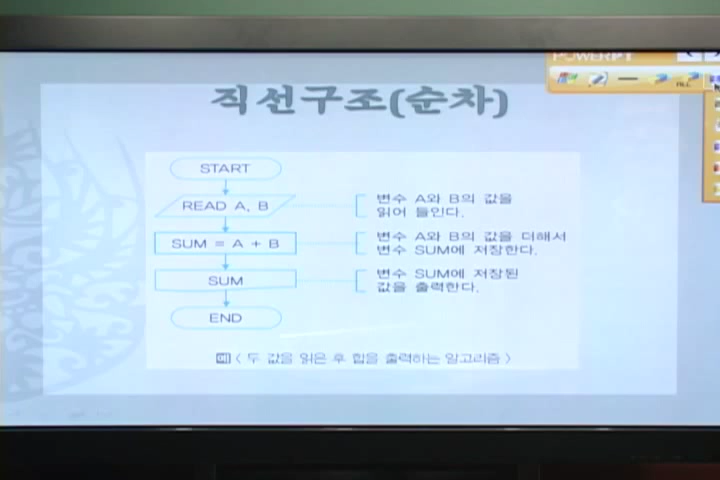 POWERPT
ALL
직선구조(순차)
START
READ A, B
변수 A와 B의 값을
읽어 들인다.
SUM = A + B
변수 A와 B의 값을 더해서
변수 SUM에 저장한다.
SUM
변수 SUM에 저장된
값을 출력한다.
END
예 〈 두 값을 읽은 후 합을 출력하는 알고리즘 〉